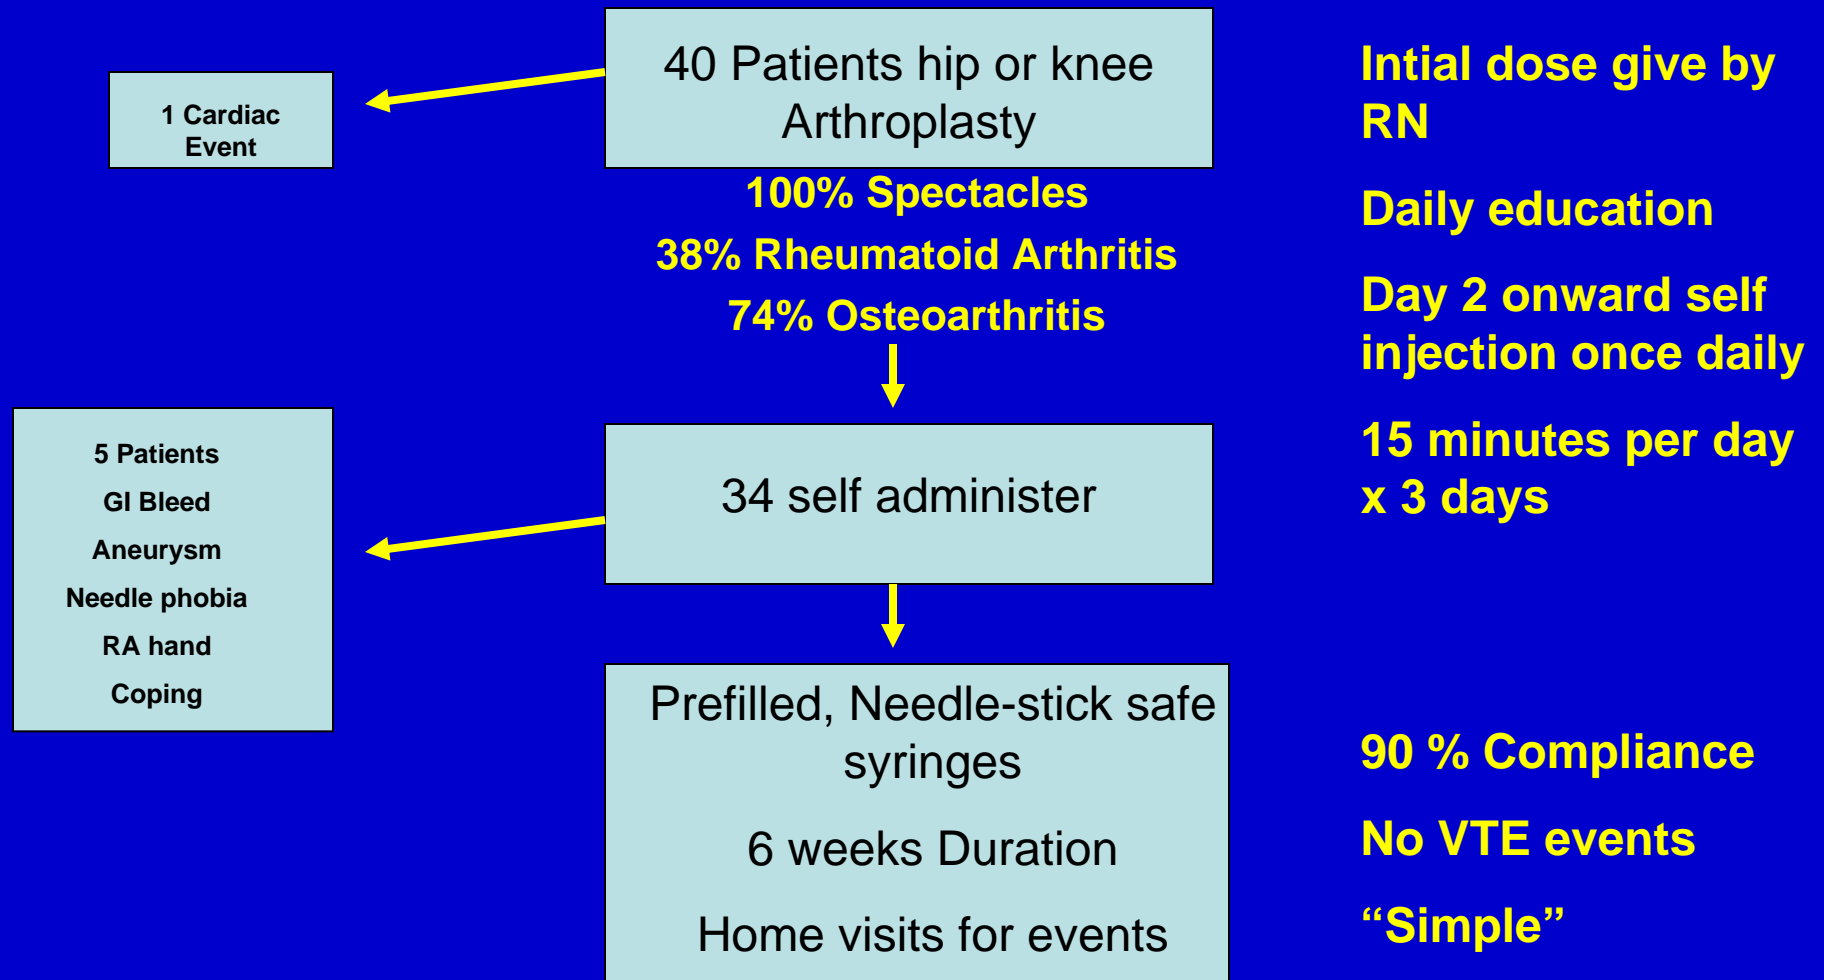 40 Patients hip or knee
Arthroplasty
1 Cardiac
Event
100% Spectacles
38% Rheumatoid Arthritis
74% Osteoarthritis
5 Patients
GI Bleed
Aneurysm
Needle phobia
RA hand
Coping
34 self administer
Prefilled, Needle-stick safe
syringes
6 weeks Duration
Home visits for events
Intial dose give by
RN
Daily education
Day 2 onward self
injection once daily
15 minutes per day
x 3 days
90 % Compliance
No VTE events
“Simple”